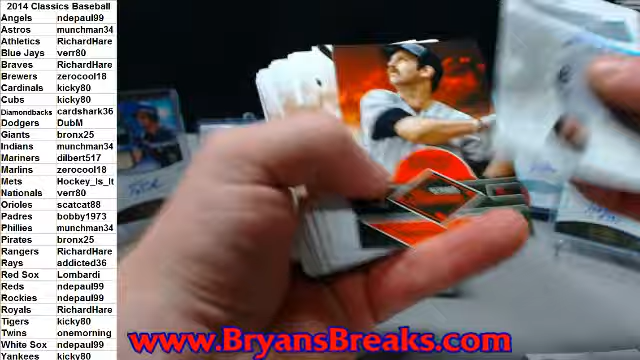 2014 Classics Baseball
Angels ndepaul99
Astros munchman34
Athletics RichardHare
Blue Jays verr80
Braves RichardHare
Brewers zerocool18
Cardinals kicky80
Cubs kicky80
Diamondbacks cardshark36
Dodgers DubM
Giants bronx25
Indians munchman34
Mariners dilbert517
Marlins zerocool18
Mets Hockey_Is_It
Nationals verr80
Orioles scatcat88
Padres bobby1973
Phillies munchman34
Pirates bronx25
Rangers RichardHare
Rays addicted36
Red Sox Lombardi
Reds ndepaul99
Rockies ndepaul99
Royals RichardHare
Tigers kicky80
Twins onemorning
White Sox ndepaul99
Yankees kicky80
www.BryansBreaks.com